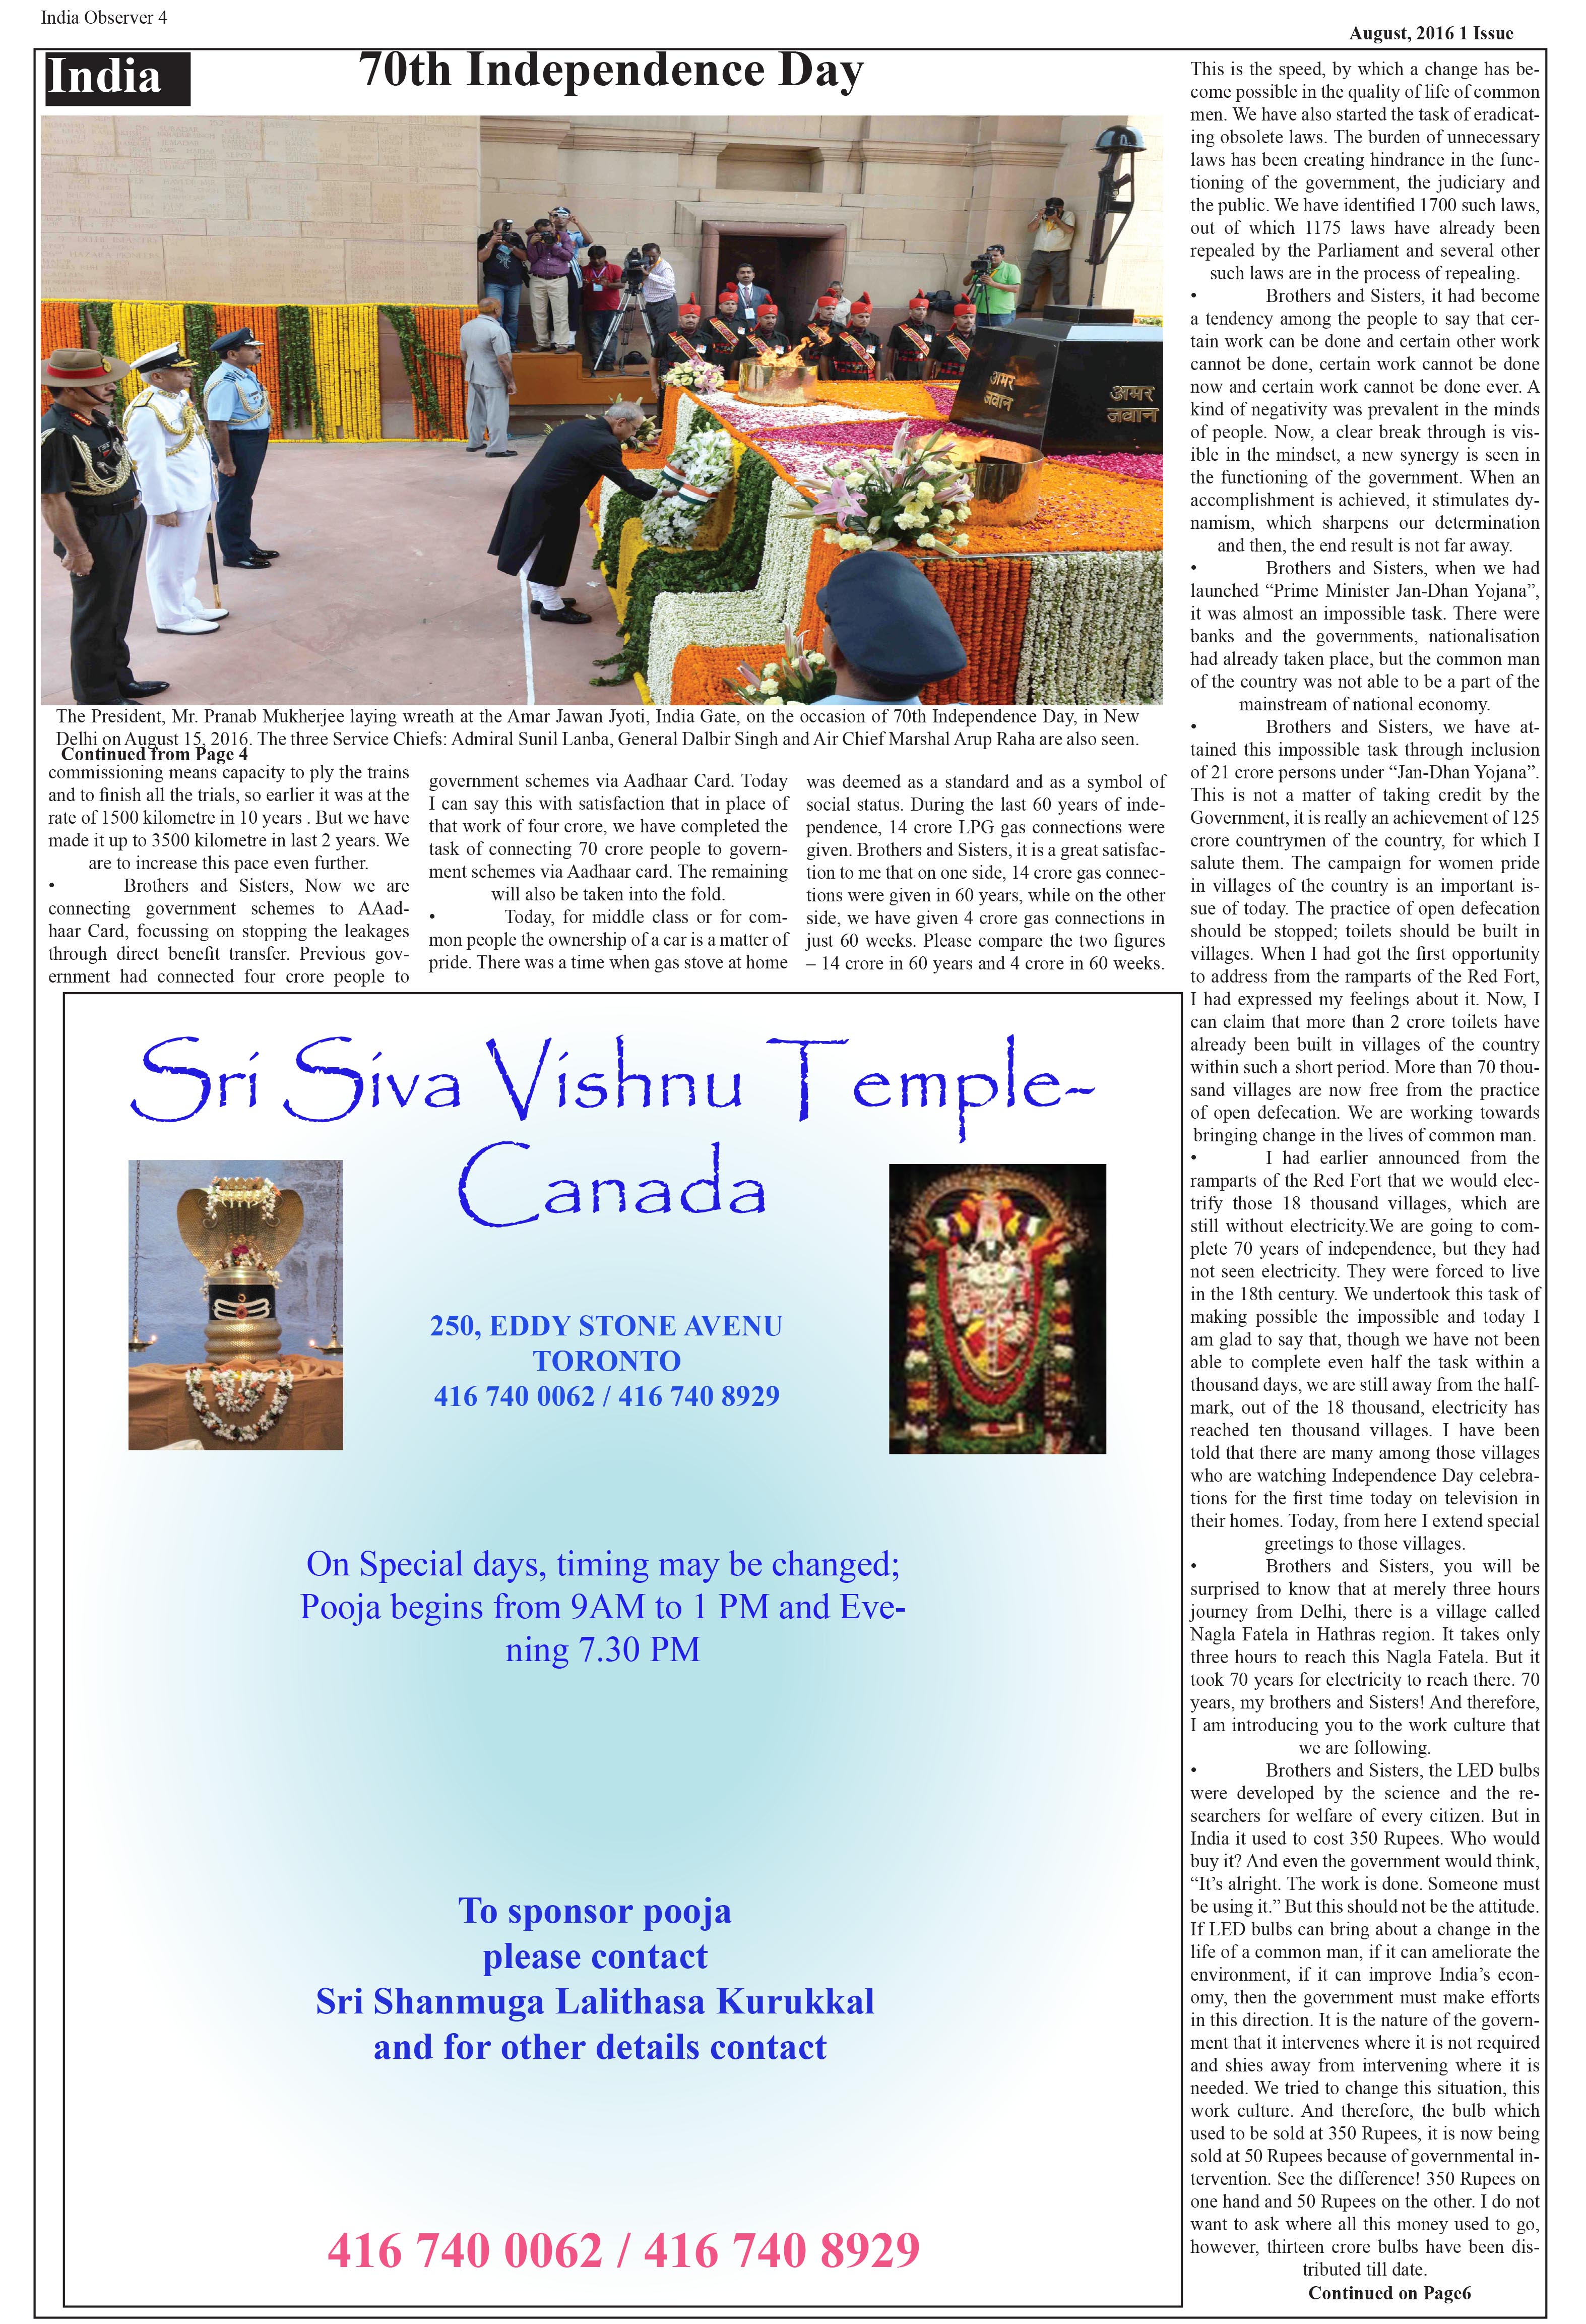 India Observer 4
August, 2016 1 Issue
India
70th Independence Day
अमर
जवान
अमर
जवान
The President, Mr. Pranab Mukherjee laying wreath at the Amar Jawan Jyoti, India Gate, on the occasion of 70th Independence Day, in New
Delhi on August 15, 2016. The three Service Chiefs: Admiral Sunil Lanba, General Dalbir Singh and Air Chief Marshal Arup Raha are also seen.
Continued from Page 4
commissioning means capacity to ply the trains
and to finish all the trials, so earlier it was at the
rate of 1500 kilometre in 10 years . But we have
made it up to 3500 kilometre in last 2 years. We
are to increase this pace even further.
• Brothers and Sisters, Now we are
connecting government schemes to AAad-
haar Card, focussing on stopping the leakages
through direct benefit transfer. Previous gov-
ernment had connected four crore people to
government schemes via Aadhaar Card. Today
I can say this with satisfaction that in place of
that work of four crore, we have completed the
task of connecting 70 crore people to govern-
ment schemes via Aadhaar card. The remaining
will also be taken into the fold.
• Today, for middle class or for com-
mon people the ownership of a car is a matter of
pride. There was a time when gas stove at home
was deemed as a standard and as a symbol of
social status. During the last 60 years of inde-
pendence, 14 crore LPG gas connections were
given. Brothers and Sisters, it is a great satisfac-
tion to me that on one side, 14 crore gas connec-
tions were given in 60 years, while on the other
side, we have given 4 crore gas connections in
just 60 weeks. Please compare the two figures
– 14 crore in 60 years and 4 crore in 60 weeks.
This is the speed, by which a change has be-
come possible in the quality of life of common
men. We have also started the task of eradicat-
ing obsolete laws. The burden of unnecessary
laws has been creating hindrance in the func-
tioning of the government, the judiciary and
the public. We have identified 1700 such laws,
out of which 1175 laws have already been
repealed by the Parliament and several other
such laws are in the process of repealing.
• Brothers and Sisters, it had become
a tendency among the people to say that cer-
tain work can be done and certain other work
cannot be done, certain work cannot be done
now and certain work cannot be done ever. A
kind of negativity was prevalent in the minds
of people. Now, a clear break through is vis-
ible in the mindset, a new synergy is seen in
the functioning of the government. When an
accomplishment is achieved, it stimulates dy-
namism, which sharpens our determination
and then, the end result is not far away.
• Brothers and Sisters, when we had
launched “Prime Minister Jan-Dhan Yojana”,
it was almost an impossible task. There were
banks and the governments, nationalisation
had already taken place, but the common man
of the country was not able to be a part of the
mainstream of national economy.
• Brothers and Sisters, we have at-
tained this impossible task through inclusion
of 21 crore persons under “Jan-Dhan Yojana”.
This is not a matter of taking credit by the
Government, it is really an achievement of 125
crore countrymen of the country, for which I
salute them. The campaign for women pride
in villages of the country is an important is-
sue of today. The practice of open defecation
should be stopped; toilets should be built in
villages. When I had got the first opportunity
to address from the ramparts of the Red Fort,
I had expressed my feelings about it. Now, I
can claim that more than 2 crore toilets have
already been built in villages of the country
within such a short period. More than 70 thou-
sand villages are now free from the practice
of open defecation. We are working towards
bringing change in the lives of common man.
• I had earlier announced from the
ramparts of the Red Fort that we would elec-
trify those 18 thousand villages, which are
still without electricity.We are going to com-
plete 70 years of independence, but they had
not seen electricity. They were forced to live
in the 18th century. We undertook this task of
making possible the impossible and today I
am glad to say that, though we have not been
able to complete even half the task within a
thousand days, we are still away from the half-
mark, out of the 18 thousand, electricity has
reached ten thousand villages. I have been
told that there are many among those villages
who are watching Independence Day celebra-
tions for the first time today on television in
their homes. Today, from here I extend special
greetings to those villages.
• Brothers and Sisters, you will be
surprised to know that at merely three hours
journey from Delhi, there is a village called
Nagla Fatela in Hathras region. It takes only
three hours to reach this Nagla Fatela. But it
took 70 years for electricity to reach there. 70
years, my brothers and Sisters! And therefore,
I am introducing you to the work culture that
we are following.
• Brothers and Sisters, the LED bulbs
were developed by the science and the re-
searchers for welfare of every citizen. But in
India it used to cost 350 Rupees. Who would
buy it? And even the government would think,
“It’s alright. The work is done. Someone must
be using it.” But this should not be the attitude.
If LED bulbs can bring about a change in the
life of a common man, if it can ameliorate the
environment, if it can improve India’s econ-
omy, then the government must make efforts
in this direction. It is the nature of the govern-
ment that it intervenes where it is not required
and shies away from intervening where it is
needed. We tried to change this situation, this
work culture. And therefore, the bulb which
used to be sold at 350 Rupees, it is now being
sold at 50 Rupees because of governmental in-
tervention. See the difference! 350 Rupees on
one hand and 50 Rupees on the other. I do not
want to ask where all this money used to go,
however, thirteen crore bulbs have been dis-
tributed till date.
Continued on Page6
Sri Siva Vishnu Temple-
Canada
250, EDDY STONE AVENU
TORONTO
416 740 0062 / 416 740 8929
On Special days, timing may be changed;
Pooja begins from 9AM to 1 PM and Eve-
ning 7.30 PM
To sponsor pooja
please contact
Sri Shanmuga Lalithasa Kurukkal
and for other details contact
416 740 0062 / 416 740 8929